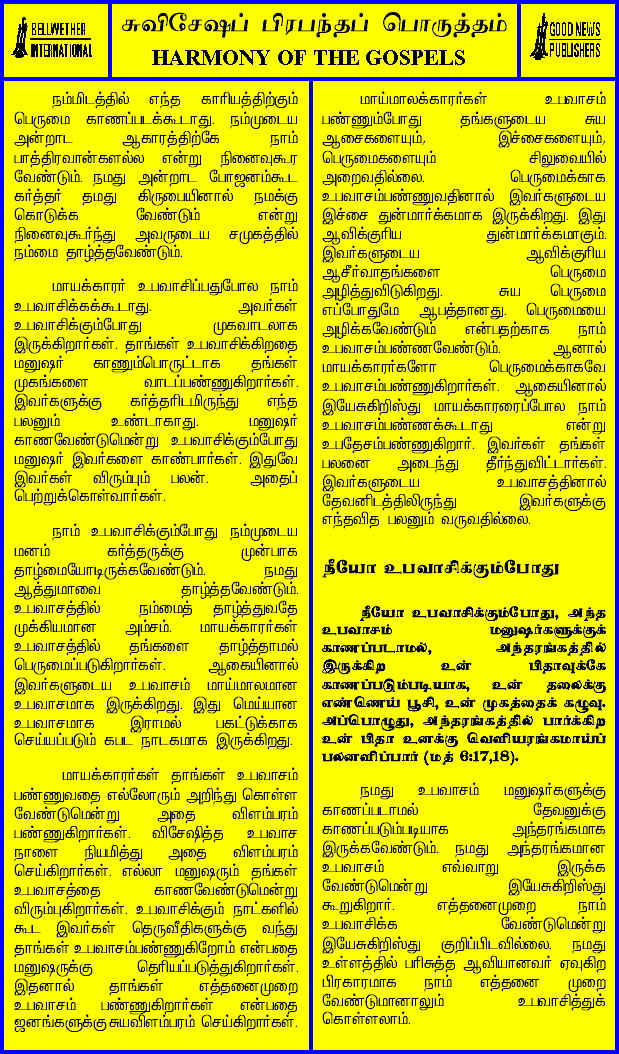 BELLWETHER
INTERNATIONAL
சுவிசேஷப் பிரபந்தப் பொருத்தம்
HARMONY OF THE GOSPELS
GOOD NEWS
PUBLISHERS
நம்மிடத்தில் எந்த காரியத்திற்கும்
பெருமை காணப்படக்கூடாது. நம்முடைய
அன்றாட ஆகாரத்திற்கே நாம்
பாத்திரவான்களல்ல என்று நினைவுகூர
வேண்டும். நமது அன்றாட போஜனம்கூட
கர்த்தர் தமது கிருபையினால் நமக்கு
கொடுக்க வேண்டும் என்று
நினைவுகூர்ந்து அவருடைய சமுகத்தில்
நம்மை தாழ்த்தவேண்டும்.
மாயக்காரர் உபவாசிப்பதுபோல நாம்
உபவாசிக்கக்கூடாது. அவர்கள்
உபவாசிக்கும்போது முகவாடலாக
இருக்கிறார்கள். தாங்கள் உபவாசிக்கிறதை
மனுஷர் காணும்பொருட்டாக தங்கள்
முகங்களை வாடப்பண்ணுகிறார்கள்.
இவர்களுக்கு கர்த்தரிடமிருந்து எந்த
பலனும் உண்டாகாது. மனுஷர்
காணவேண்டுமென்று உபவாசிக்கும்போது
மனுஷர் இவர்களை காண்பார்கள். இதுவே
இவர்கள் விரும்பும் பலன். அதைப்
பெற்றுக்கொள்வார்கள்.
நாம் உபவாசிக்கும்போது நம்முடைய
மனம் கர்த்தருக்கு முன்பாக
தாழ்மையோடிருக்கவேண்டும். நமது
ஆத்துமாவை தாழ்த்தவேண்டும்.
உபவாசத்தில் நம்மைத் தாழ்த்துவதே
முக்கியமான அம்சம். மாயக்காரர்கள்
உபவாசத்தில் தங்களை தாழ்த்தாமல்
பெருமைப்படுகிறார்கள். ஆகையினால்
இவர்களுடைய உபவாசம் மாய்மாலமான
உபவாசமாக இருக்கிறது. இது மெய்யான
உபவாசமாக இராமல் பகட்டுக்காக
செய்யப்படும் கபட நாடகமாக இருக்கிறது.
மாயக்காரர்கள் தாங்கள் உபவாசம்
பண்ணுவதை எல்லோரும் அறிந்து கொள்ள
வேண்டுமென்று அதை விளம்பரம்
பண்ணுகிறார்கள். விசேஷித்த உபவாச
நாளை நியமித்து அதை விளம்பரம்
செய்கிறார்கள். எல்லா மனுஷரும் தங்கள்
உபவாசத்தை காணவேண்டுமென்று
விரும்புகிறார்கள். உபவாசிக்கும் நாட்களில்
கூட இவர்கள் தெருவீதிகளுக்கு வந்து
தாங்கள் உபவாசம்பண்ணுகிறோம் என்பதை
மனுஷருக்கு தெரியப்படுத்துகிறார்கள்.
இதனால் தாங்கள் எத்தனைமுறை
உபவாசம் பண்ணுகிறார்கள் என்பதை
ஜனங்களுக்கு சுயவிளம்பரம் செய்கிறார்கள்.
மாய்மாலக்காரர்கள் உபவாசம்
பண்ணும்போது தங்களுடைய சுய
ஆசைகளையும், இச்சைகளையும்,
பெருமைகளையும் சிலுவையில்
அறைவதில்லை. பெருமைக்காக
உபவாசம்பண்ணுவதினால் இவர்களுடைய
இச்சை துன்மார்க்கமாக இருக்கிறது. இது
ஆவிக்குரிய துன்மார்க்கமாகும்.
இவர்களுடைய ஆவிக்குரிய
ஆசீர்வாதங்களை பெருமை
அழித்துவிடுகிறது. சுய பெருமை
எப்போதுமே ஆபத்தானது. பெருமையை
அழிக்கவேண்டும் என்பதற்காக நாம்
உபவாசம்பண்ணவேண்டும். ஆனால்
மாயக்காரர்களோ பெருமைக்காகவே
உபவாசம்பண்ணுகிறார்கள். ஆகையினால்
இயேசுகிறிஸ்து மாயக்காரரைப்போல நாம்
உபவாசம்பண்ணக்கூடாது என்று
உபதேசம்பண்ணுகிறார். இவர்கள் தங்கள்
பலனை அடைந்து தீர்ந்துவிட்டார்கள்.
இவர்களுடைய உபவாசத்தினால்
தேவனிடத்திலிருந்து இவர்களுக்கு
எந்தவித பலனும் வருவதில்லை.
நீயோ உபவாசிக்கும்போது
நீயோ உபவாசிக்கும்போது, அந்த
உபவாசம் மனுஷர்களுக்குக்
காணப்படாமல், அந்தரங்கத்தில்
இருக்கிற உன் பிதாவுக்கே
காணப்படும்படியாக, உன் தலைக்கு
எண்ணெய் பூசி, உன் முகத்தைக் கழுவு.
அப்பொழுது, அந்தரங்கத்தில் பார்க்கிற
உன் பிதா உனக்கு வெளியரங்கமாய்ப்
பலனளிப்பார் (மத் 6:17,18).
நமது உபவாசம் மனுஷர்களுக்கு
காணப்படாமல் தேவனுக்கு
காணப்படும்படியாக அந்தரங்கமாக
இருக்கவேண்டும். நமது அந்தரங்கமான
உபவாசம் எவ்வாறு இருக்க
வேண்டுமென்று இயேசுகிறிஸ்து
கூறுகிறார். எத்தனைமுறை நாம்
உபவாசிக்க வேண்டுமென்று
இயேசுகிறிஸ்து குறிப்பிடவில்லை. நமது
உள்ளத்தில் பரிசுத்த ஆவியானவர் ஏவுகிற
பிரகாரமாக நாம் எத்தனை முறை
வேண்டுமானாலும் உபவாசித்துக்
கொள்ளலாம்.